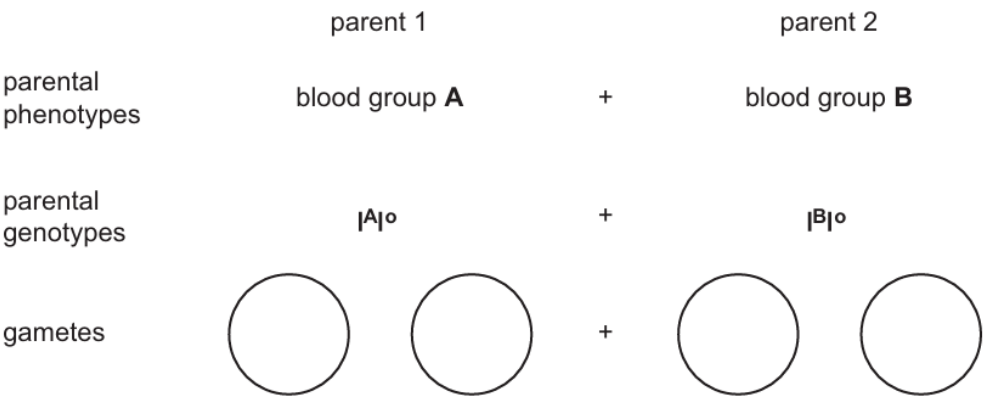 parent 1 parent 2
parental
phenotypes
blood group A + blood group B
parental
genotypes
IᴬIᵒ + IᴮIᵒ
gametes +